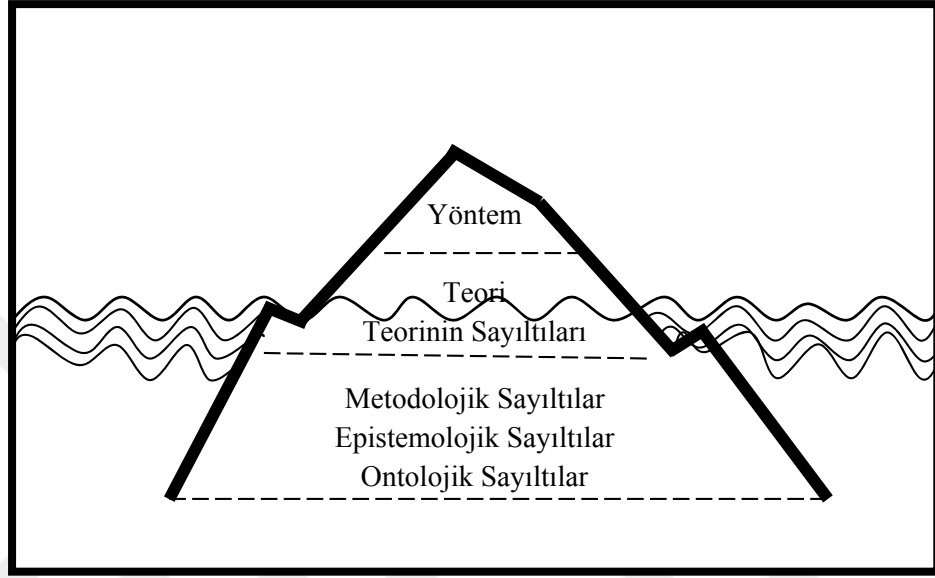 Yöntem
Teori
Teorinin Sayıltıları
Metodolojik Sayıltılar
Epistemolojik Sayıltılar
Ontolojik Sayıltılar